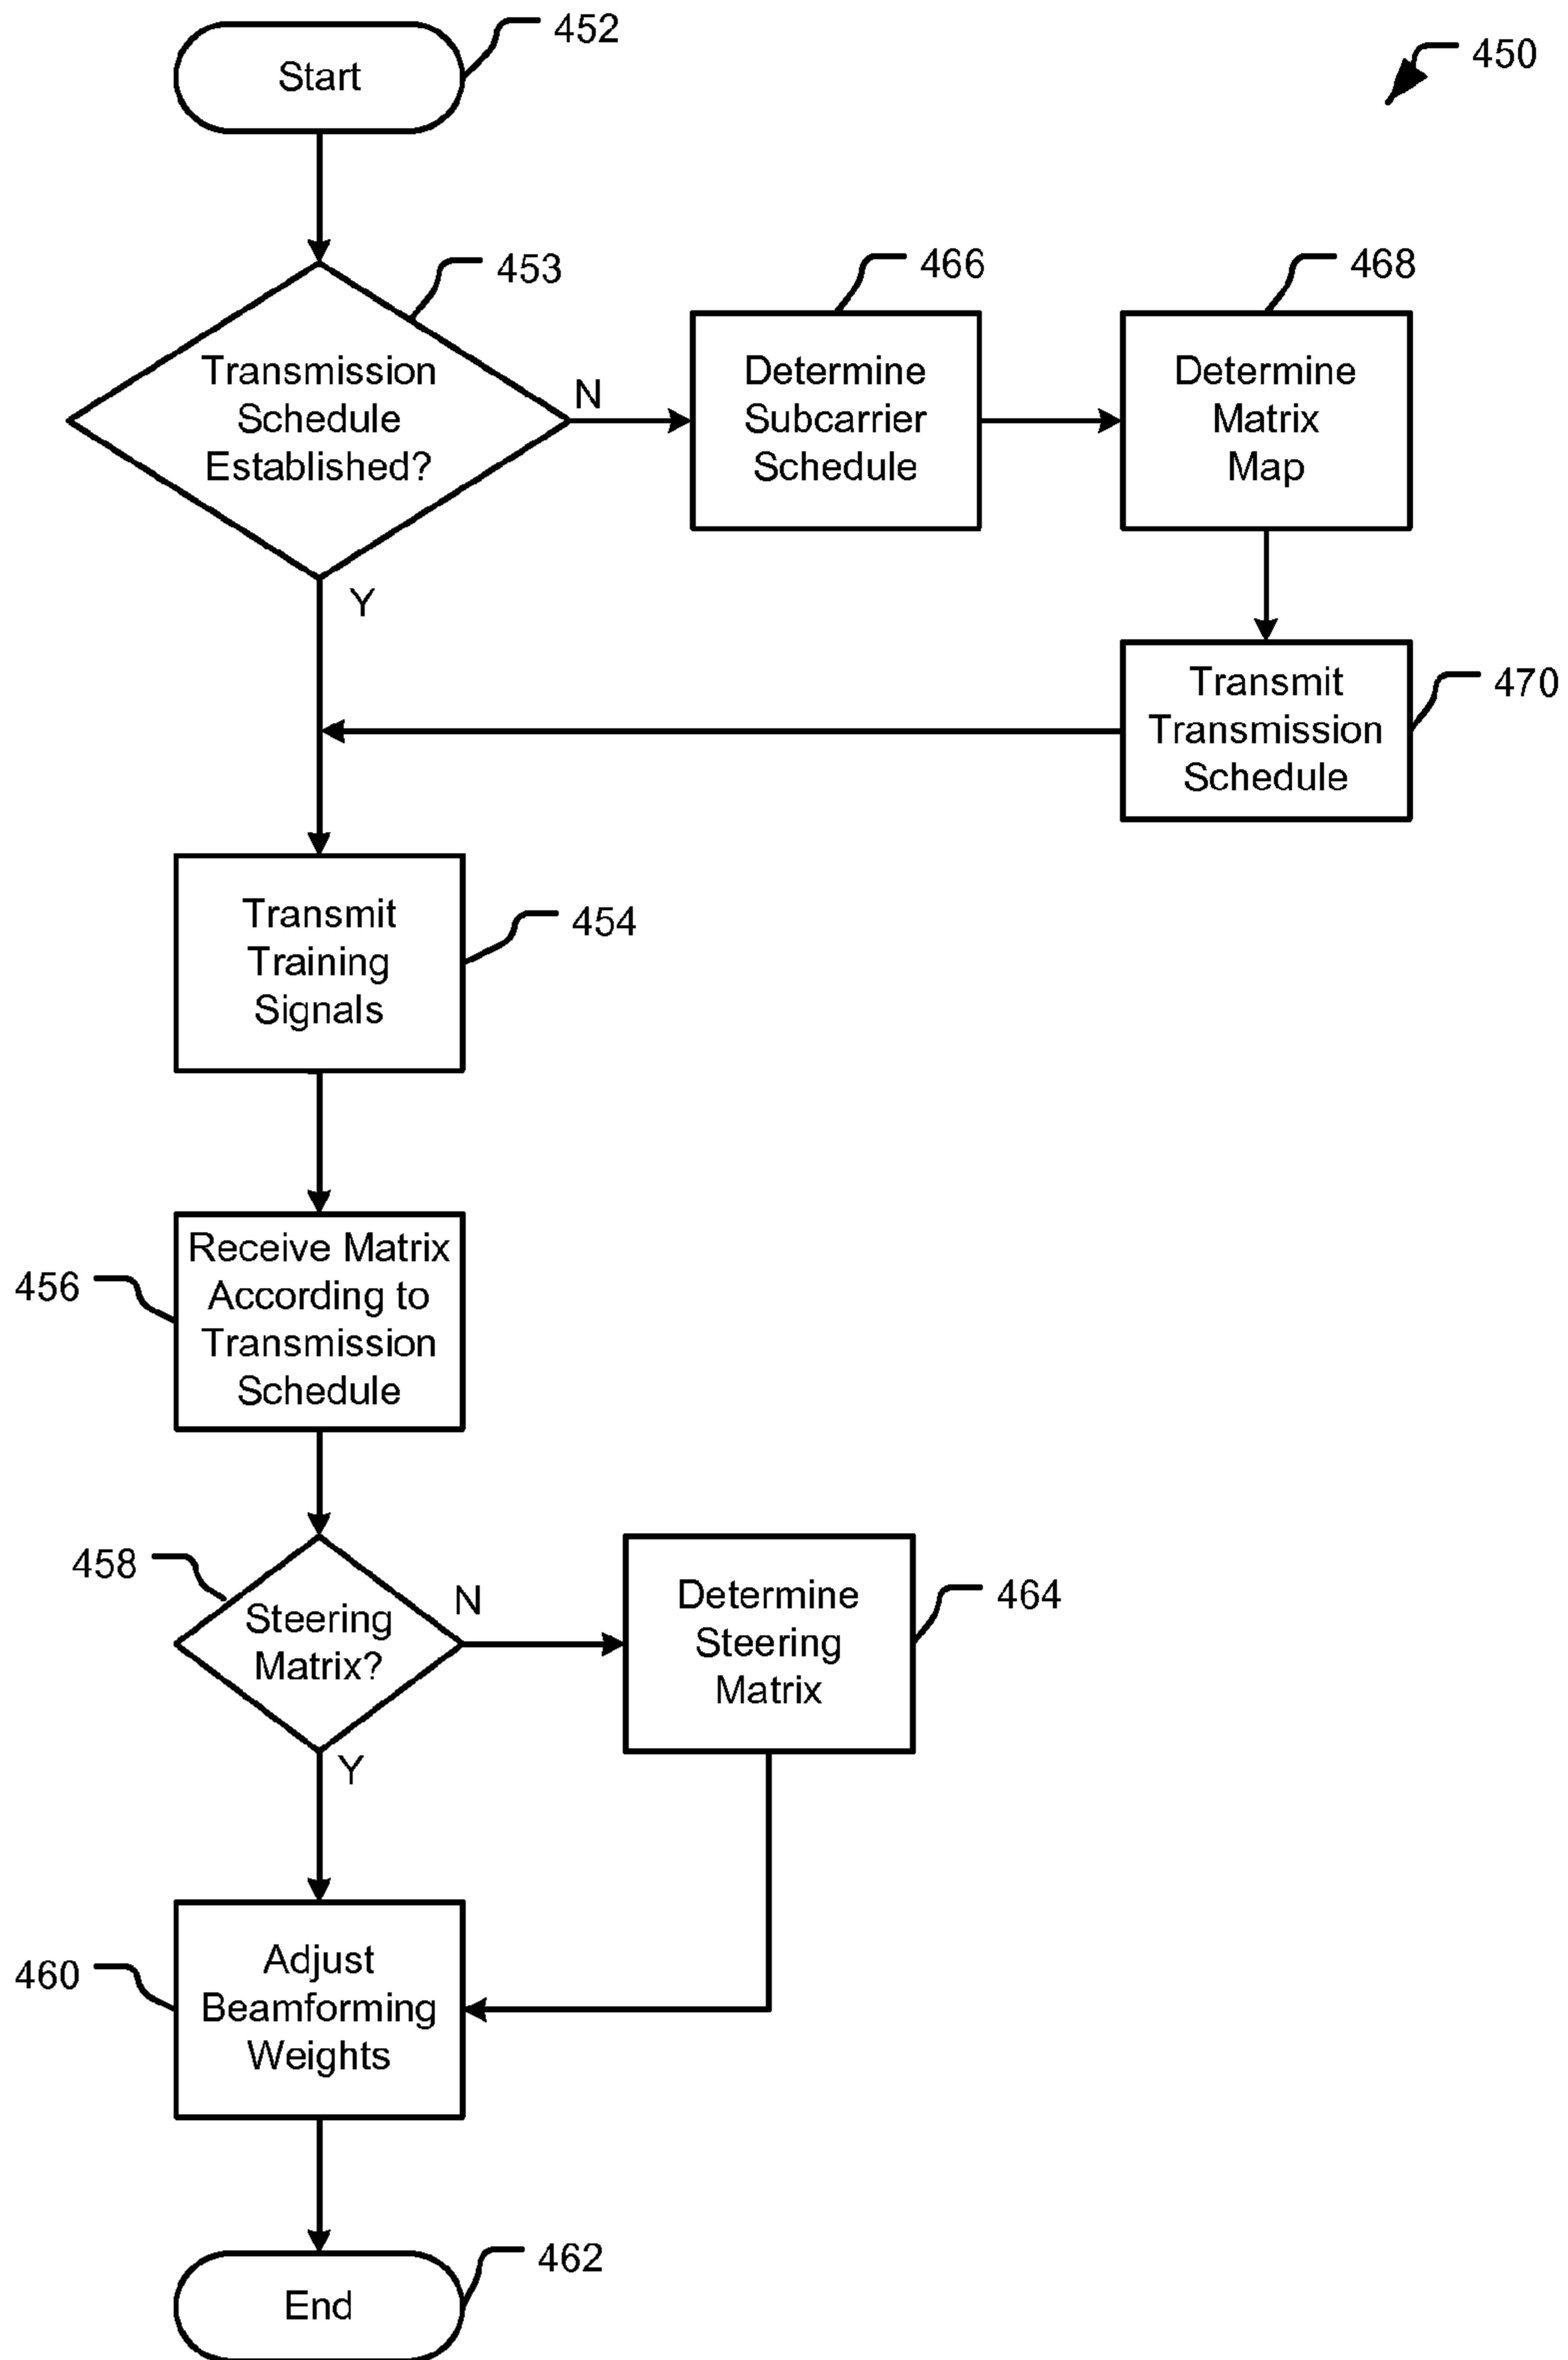 452
Start
450
453
Transmission
Schedule
Established?
N
Y
466
Determine
Subcarrier
Schedule
468
Determine
Matrix
Map
470
Transmit
Transmission
Schedule
454
Transmit
Training
Signals
456
Receive Matrix
According to
Transmission
Schedule
458
Steering
Matrix?
N
Y
464
Determine
Steering
Matrix
460
Adjust
Beamforming
Weights
462
End